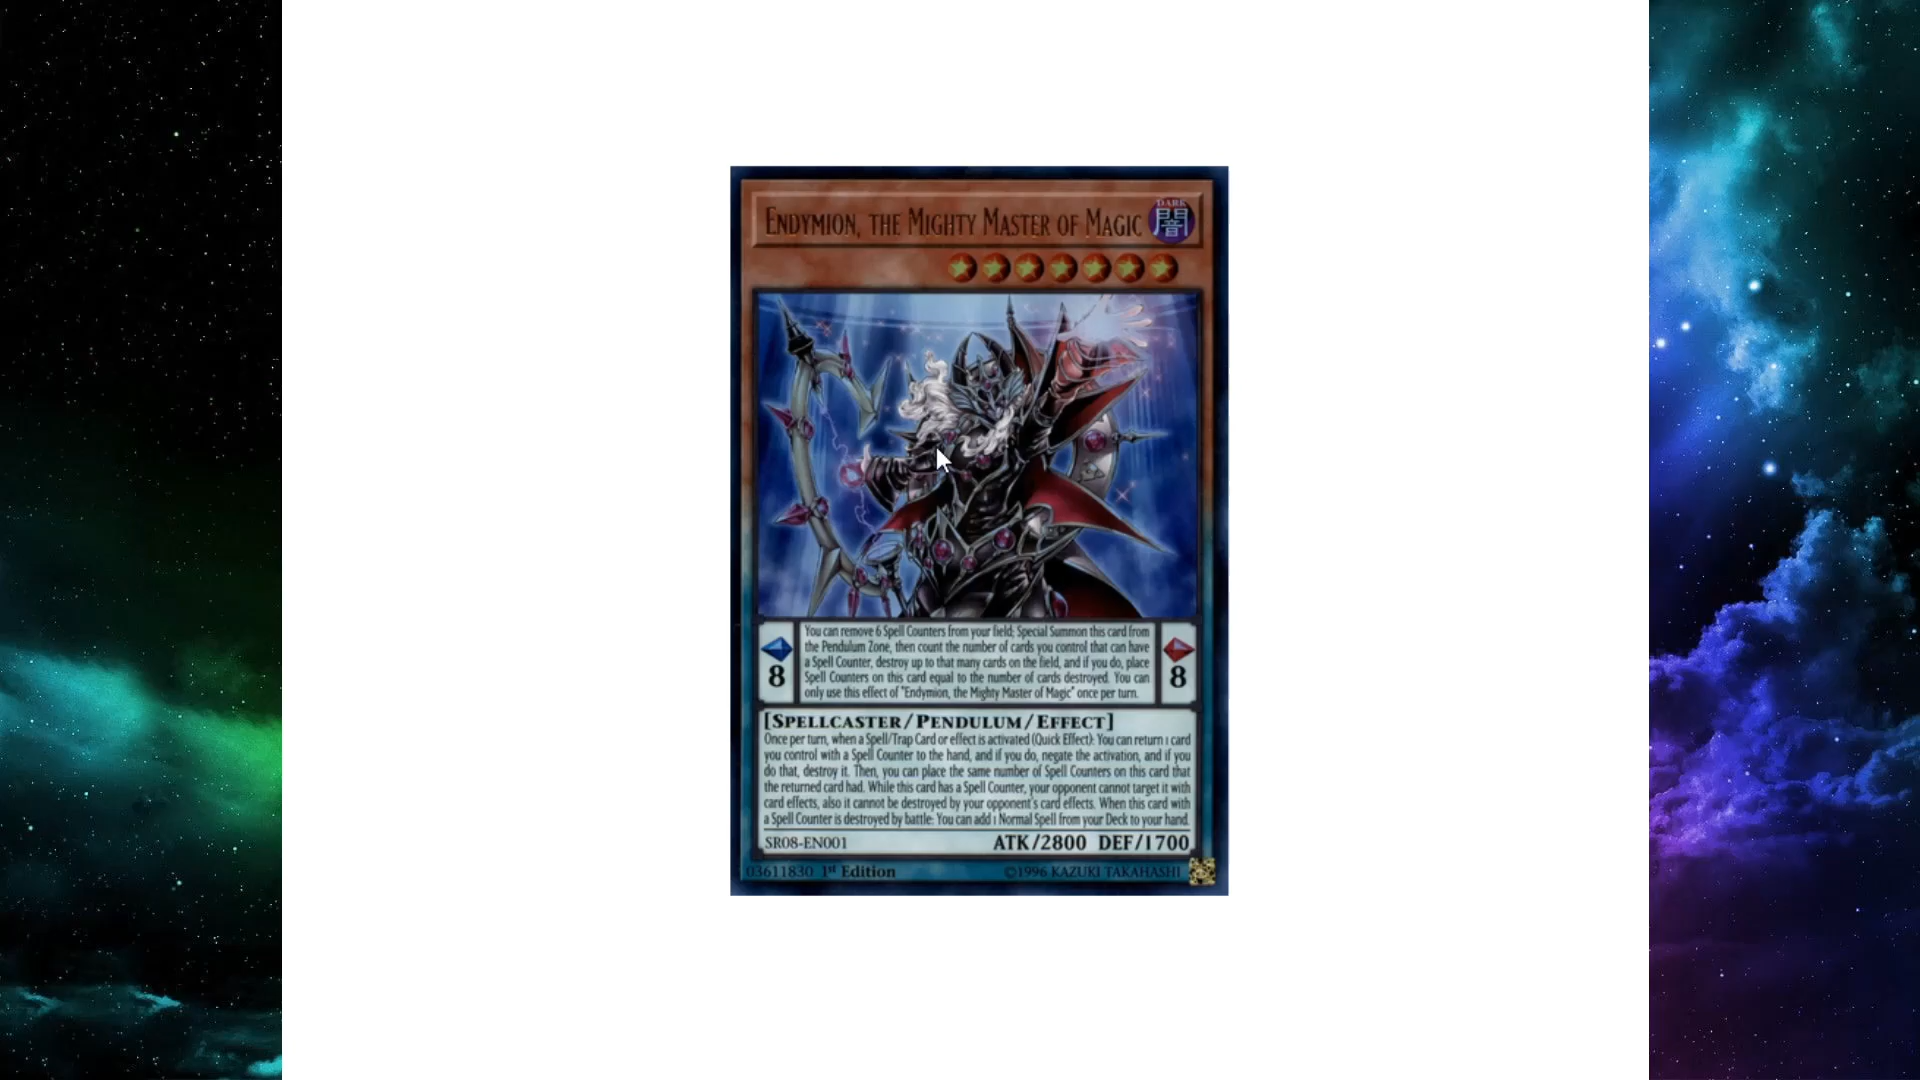 ENDYMION, THE MIGHTY MASTER OF MAGIC
DARK
闇
You can remove 6 Spell Counters from your field; Special Summon this card from
the Pendulum Zone, then count the number of cards you control that can have
a Spell Counter, destroy up to that many cards on the field, and if you do, place
Spell Counters on this card equal to the number of cards destroyed. You can
only use this effect of "Endymion, the Mighty Master of Magic" once per turn.
8
8
[SPELLCASTER/PENDULUM/EFFECT]
Once per turn, when a Spell/Trap Card or effect is activated (Quick Effect): You can return 1 card
you control with a Spell Counter to the hand, and if you do, negate the activation, and if you
do that, destroy it. Then, you can place the same number of Spell Counters on this card that
the returned card had. While this card has a Spell Counter, your opponent cannot target it with
card effects, also it cannot be destroyed by your opponent's card effects. When this card with
a Spell Counter is destroyed by battle: You can add 1 Normal Spell from your Deck to your hand.
SR08-EN001
ATK/2800 DEF/1700
03611830 1st Edition
©1996 KAZUKI TAKAHASHI